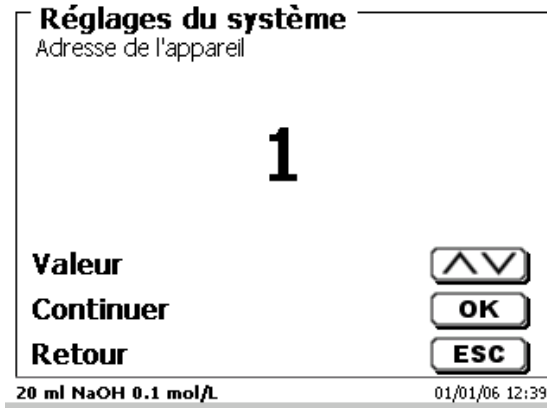 Réglages du système
Adresse de l'appareil
1
Valeur
Continuer OK
Retour ESC
20 ml NaOH 0.1 mol/L 01/01/06 12:39